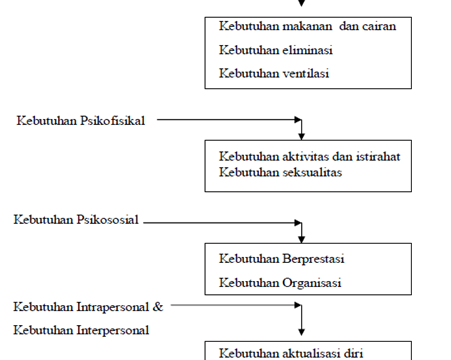 Kebutuhan makanan dan cairan
Kebutuhan eliminasi
Kebutuhan ventilasi
Kebutuhan Psikofisikal
Kebutuhan aktivitas dan istirahat
Kebutuhan seksualitas
Kebutuhan Psikososial
Kebutuhan Berprestasi
Kebutuhan Organisasi
Kebutuhan Intrapersonal &
Kebutuhan Interpersonal
Kebutuhan aktualisasi diri